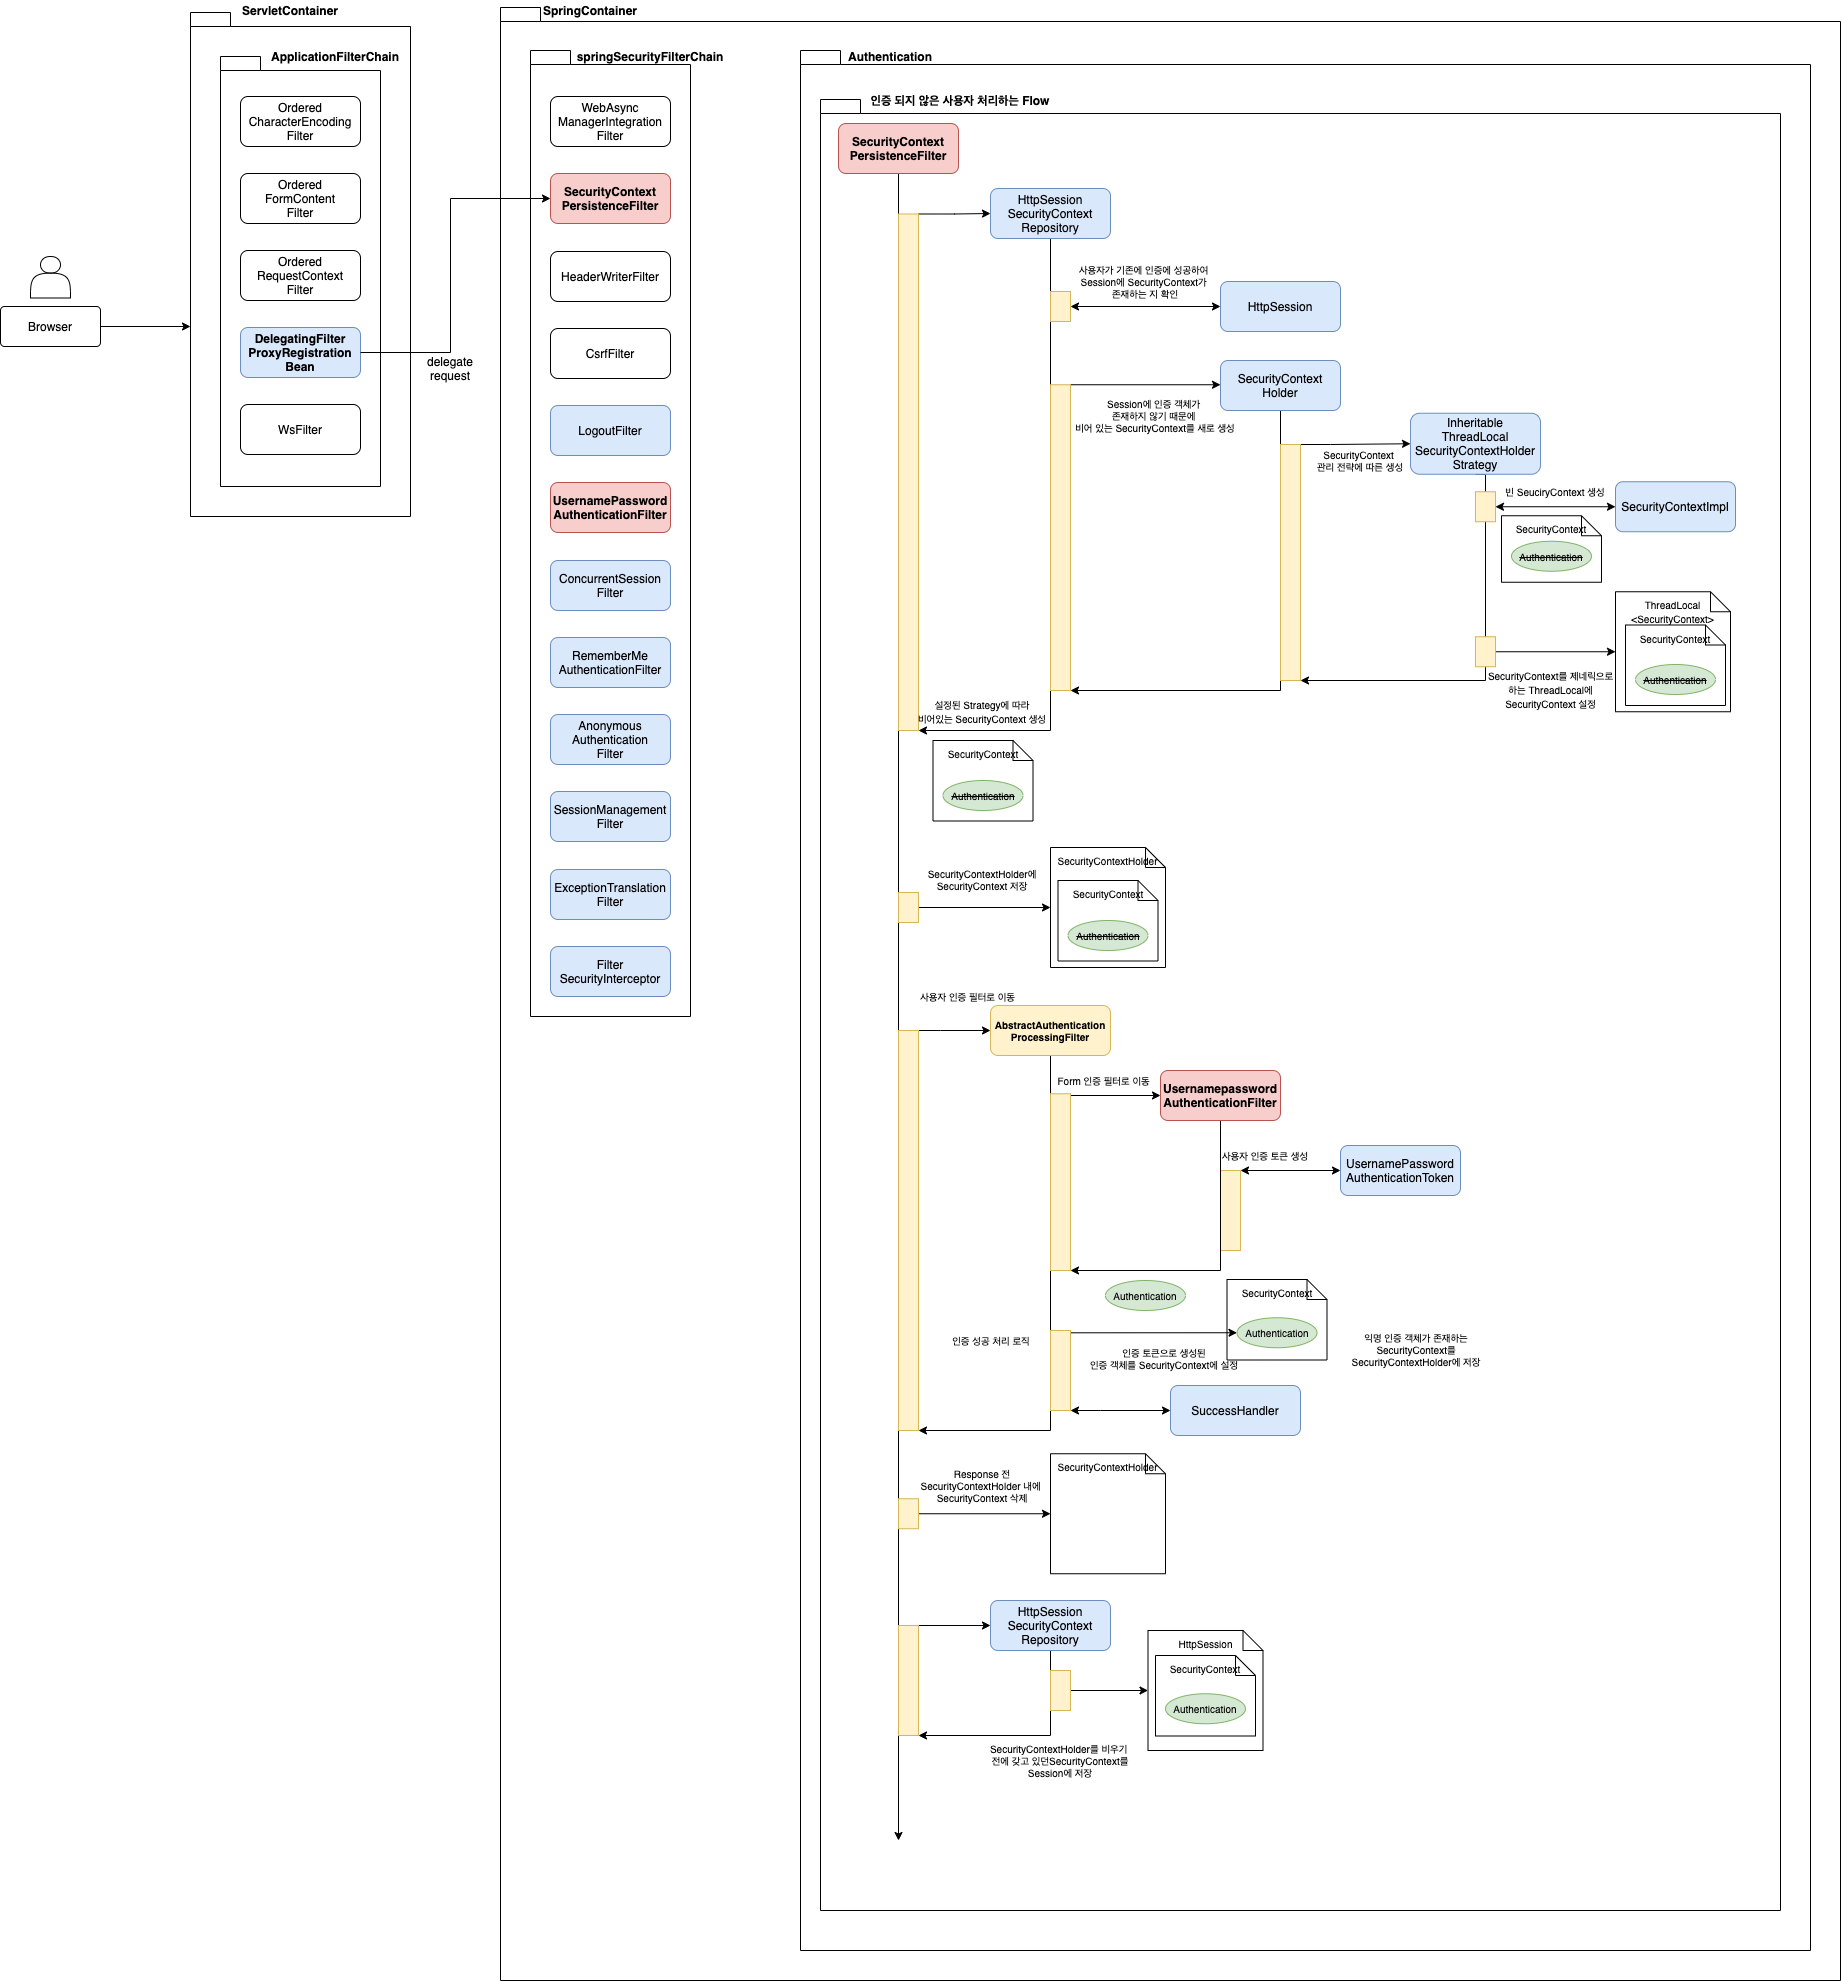 ServletContainer
ApplicationFilterChain
Ordered
CharacterEncoding
Filter
Ordered
FormContent
Filter
Ordered
RequestContext
Filter
DelegatingFilter
ProxyRegistration
Bean
WsFilter
Browser
delegate
request
SpringContainer
springSecurityFilterChain
WebAsync
ManagerIntegration
Filter
SecurityContext
PersistenceFilter
HeaderWriterFilter
CsrfFilter
LogoutFilter
UsernamePassword
AuthenticationFilter
ConcurrentSession
Filter
RememberMe
AuthenticationFilter
Anonymous
Authentication
Filter
SessionManagement
Filter
ExceptionTranslation
Filter
Filter
SecurityInterceptor
Authentication
인증 되지 않은 사용자 처리하는 Flow
SecurityContext
PersistenceFilter
HttpSession
SecurityContext
Repository
사용자가 기존에 인증에 성공하여
Session에 SecurityContext가
존재하는 지 확인
HttpSession
SecurityContext
Holder
Session에 인증 객체가
존재하지 않기 때문에
비어 있는 SecurityContext를 새로 생성
Inheritable
ThreadLocal
SecurityContextHolder
Strategy
SecurityContext
관리 전략에 따른 생성
빈 SeuciryContext 생성
SecurityContextImpl
SecurityContext
Authentication
ThreadLocal
<SecurityContext>
SecurityContext
Authentication
SecurityContext를 제네릭으로
하는 ThreadLocal에
SecurityContext 설정
설정된 Strategy에 따라
비어있는 SecurityContext 생성
SecurityContext
Authentication
SecurityContextHolder에
SecurityContext 저장
SecurityContextHolder
SecurityContext
Authentication
사용자 인증 필터로 이동
AbstractAuthentication
ProcessingFilter
Form 인증 필터로 이동
Usernamepassword
AuthenticationFilter
사용자 인증 토큰 생성
UsernamePassword
AuthenticationToken
Authentication
SecurityContext
Authentication
인증 성공 처리 로직
인증 토큰으로 생성된
인증 객체를 SecurityContext에 설정
익명 인증 객체가 존재하는
SecurityContext를
SecurityContextHolder에 저장
SuccessHandler
Response 전
SecurityContextHolder 내에
SecurityContext 삭제
SecurityContextHolder
HttpSession
SecurityContext
Repository
HttpSession
SecurityContext
Authentication
SecurityContextHolder를 비우기
전에 갖고 있던SecurityContext를
Session에 저장